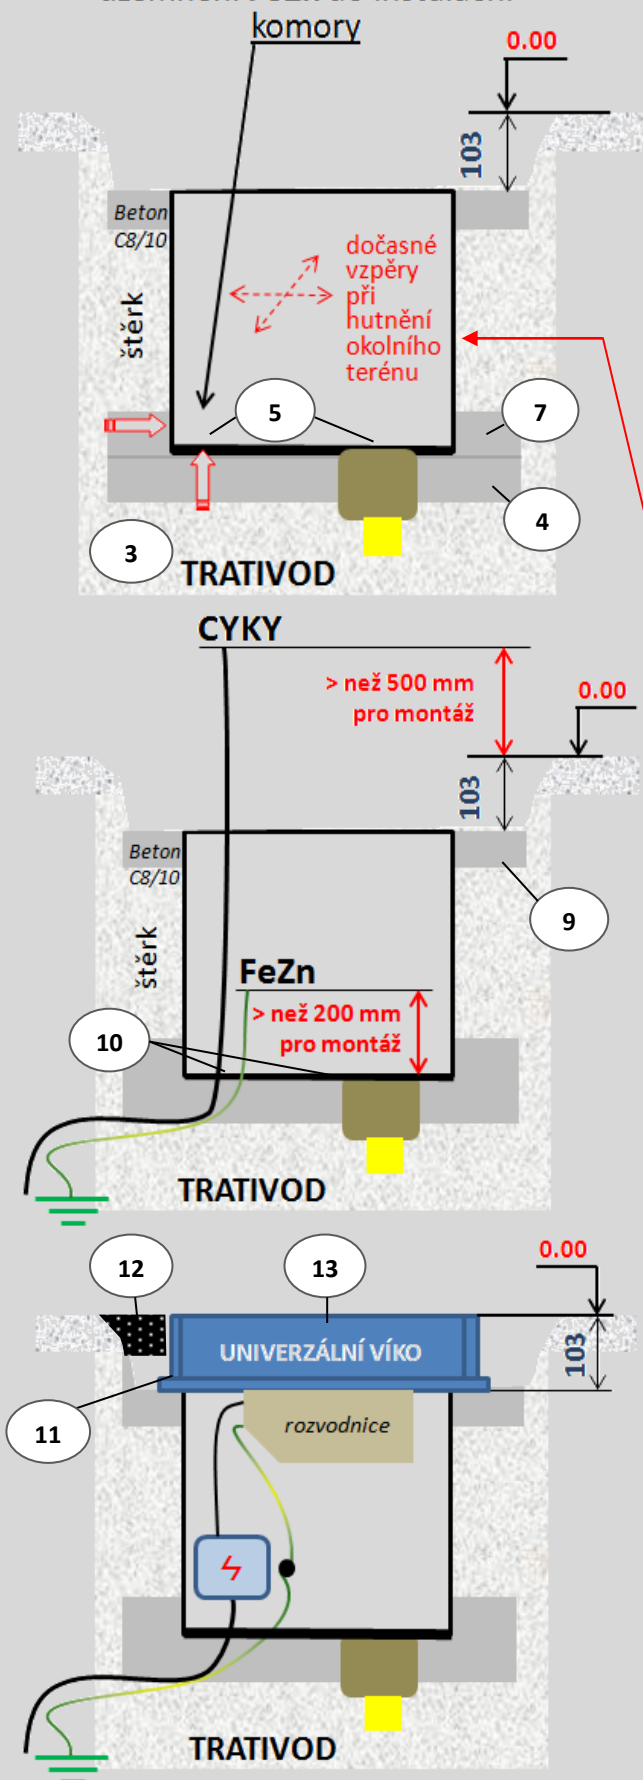 komory
0.00
103
Beton
C8/10
štěrk
dočasné
vzpěry
při
hutnění
okolního
terénu
5
7
4
3
TRATIVOD
CYKY
> než 500 mm
pro montáž
0.00
103
Beton
C8/10
štěrk
9
FeZn
> než 200 mm
pro montáž
10
TRATIVOD
12
13
0.00
UNIVERZÁLNÍ VÍKO
103
11
rozvodnice
TRATIVOD